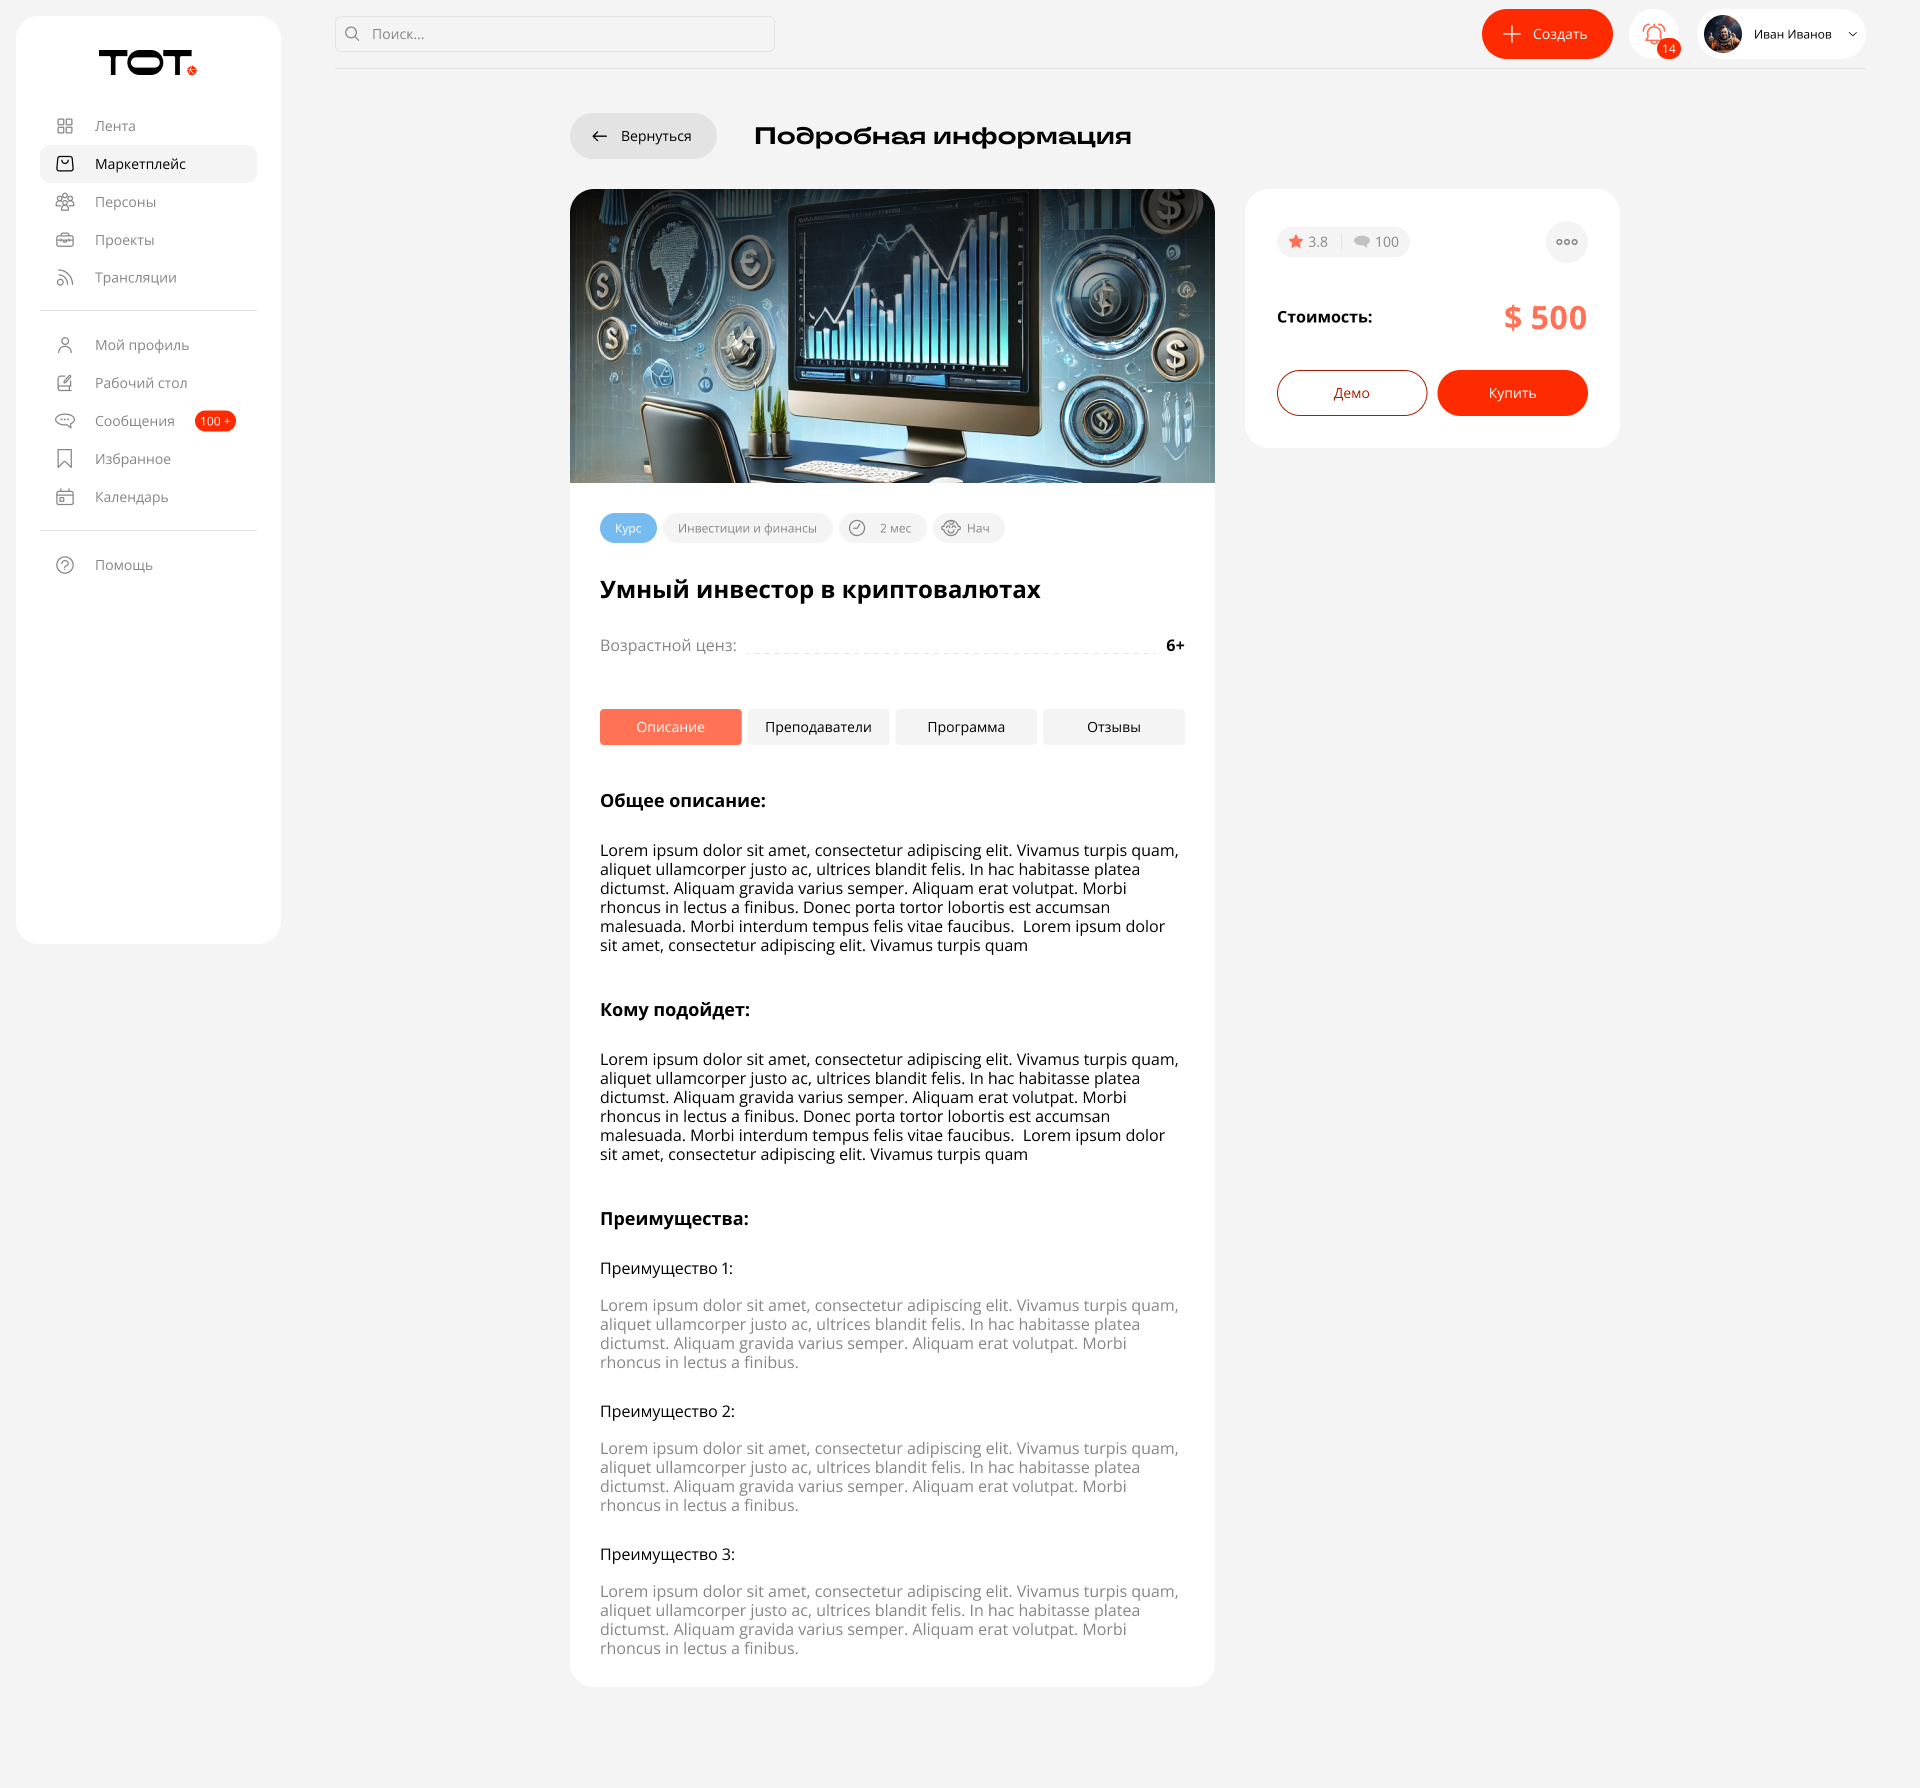 ТОТ.
Лента
Маркетплейс
Персоны
Проекты
Трансляции
Мой профиль
Рабочий стол
Сообщения 100 +
Избранное
Календарь
Помощь
Поиск...
Создать
14
Иван Иванов
Вернуться
Подробная информация
Курс
Инвестиции и финансы
2 мес
Нач
Умный инвестор в криптовалютах
Возрастной ценз: 6+
Описание
Преподаватели
Программа
Отзывы
Общее описание:
Lorem ipsum dolor sit amet, consectetur adipiscing elit. Vivamus turpis quam,
aliquet ullamcorper justo ac, ultrices blandit felis. In hac habitasse platea
dictumst. Aliquam gravida varius semper. Aliquam erat volutpat. Morbi
rhoncus in lectus a finibus. Donec porta tortor lobortis est accumsan
malesuada. Morbi interdum tempus felis vitae faucibus.  Lorem ipsum dolor
sit amet, consectetur adipiscing elit. Vivamus turpis quam
Кому подойдет:
Lorem ipsum dolor sit amet, consectetur adipiscing elit. Vivamus turpis quam,
aliquet ullamcorper justo ac, ultrices blandit felis. In hac habitasse platea
dictumst. Aliquam gravida varius semper. Aliquam erat volutpat. Morbi
rhoncus in lectus a finibus. Donec porta tortor lobortis est accumsan
malesuada. Morbi interdum tempus felis vitae faucibus.  Lorem ipsum dolor
sit amet, consectetur adipiscing elit. Vivamus turpis quam
Преимущества:
Преимущество 1:
Lorem ipsum dolor sit amet, consectetur adipiscing elit. Vivamus turpis quam,
aliquet ullamcorper justo ac, ultrices blandit felis. In hac habitasse platea
dictumst. Aliquam gravida varius semper. Aliquam erat volutpat. Morbi
rhoncus in lectus a finibus.
Преимущество 2:
Lorem ipsum dolor sit amet, consectetur adipiscing elit. Vivamus turpis quam,
aliquet ullamcorper justo ac, ultrices blandit felis. In hac habitasse platea
dictumst. Aliquam gravida varius semper. Aliquam erat volutpat. Morbi
rhoncus in lectus a finibus.
Преимущество 3:
Lorem ipsum dolor sit amet, consectetur adipiscing elit. Vivamus turpis quam,
aliquet ullamcorper justo ac, ultrices blandit felis. In hac habitasse platea
dictumst. Aliquam gravida varius semper. Aliquam erat volutpat. Morbi
rhoncus in lectus a finibus.
3.8
100
Стоимость: $ 500
Демо
Купить